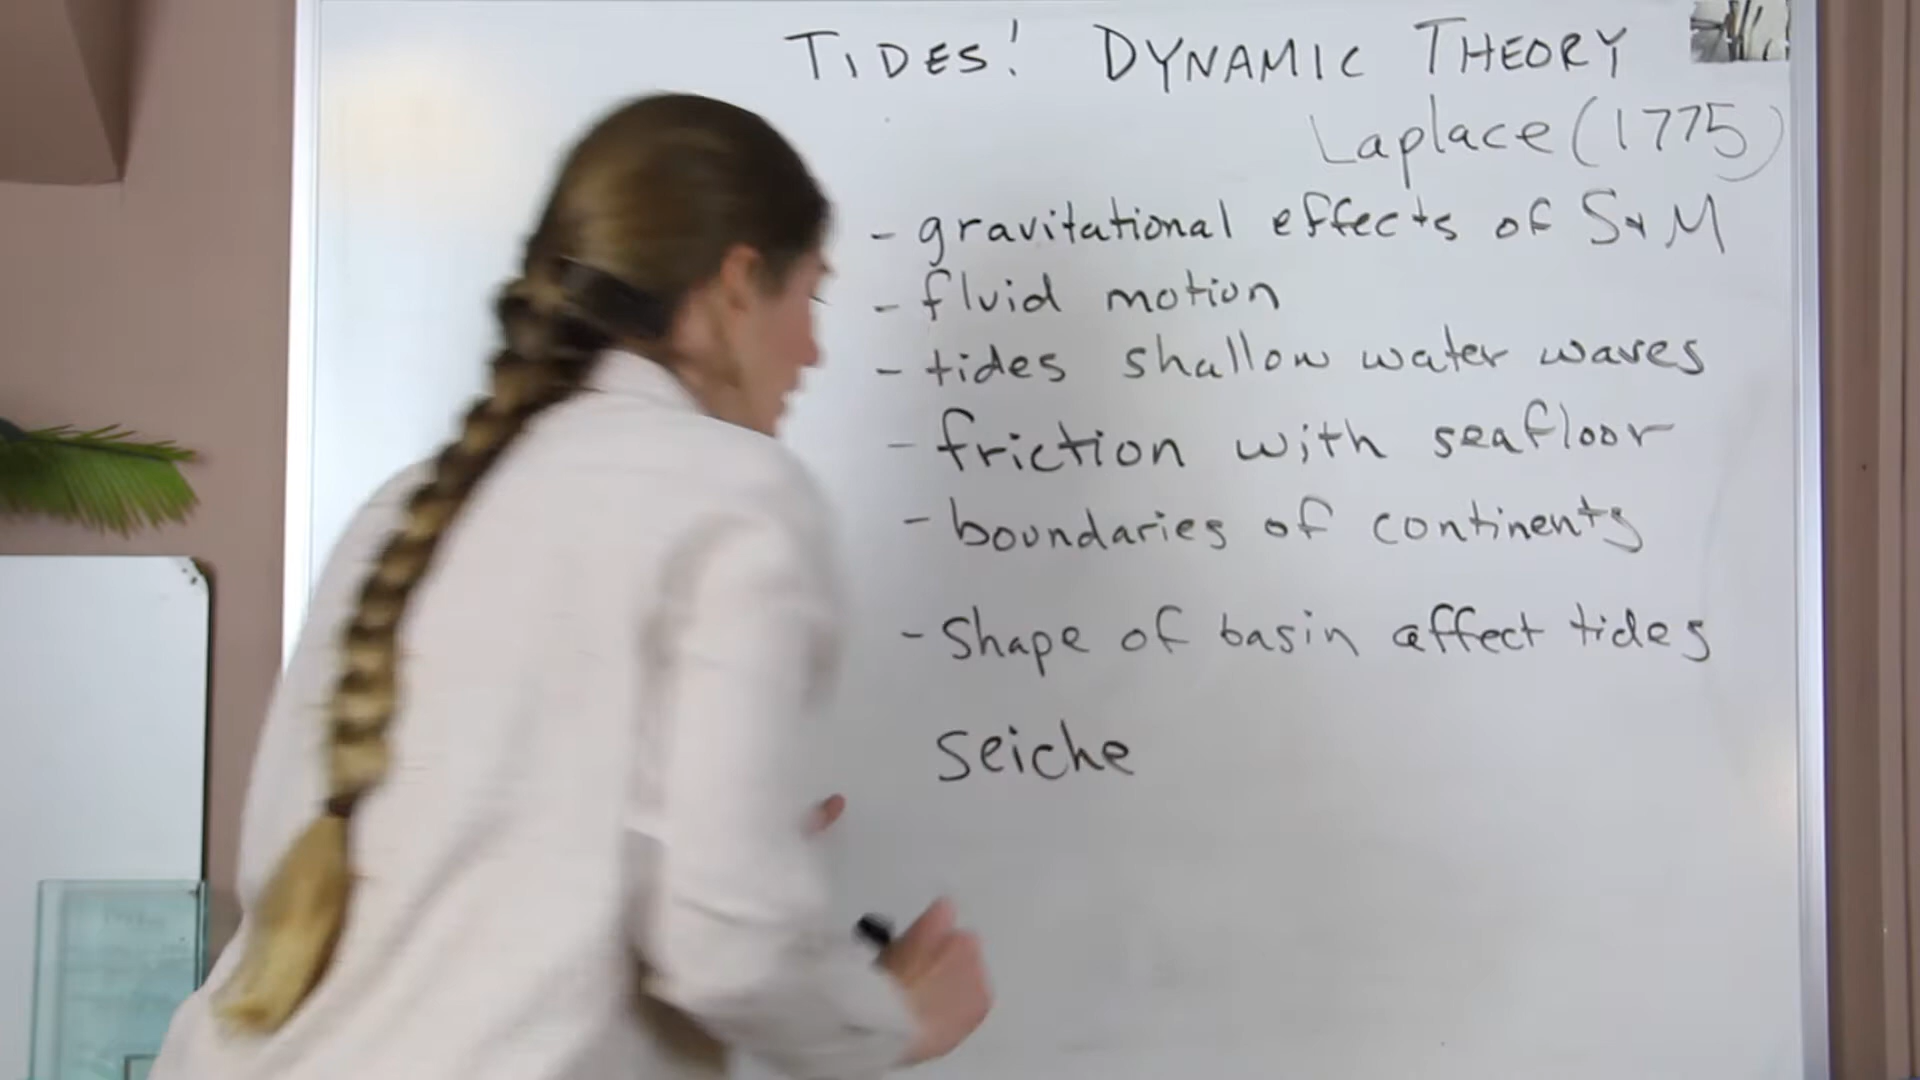 TIDES! DYNAMIC THEORY
Laplace (1775)
- gravitational effects of S & M
- fluid motion
- tides shallow water waves
- friction with seafloor
- boundaries of continents
- Shape of basin affect tides
Seiche